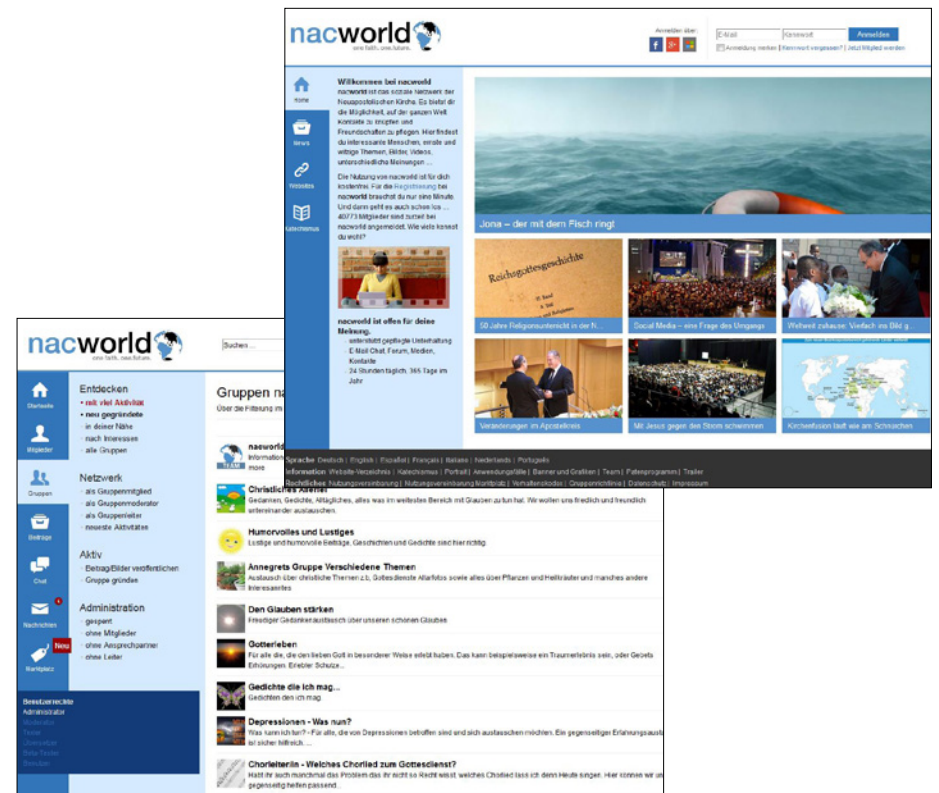 nacworld
one faith. one future.
Anmelden über:
E-Mail
Kennwort
Anmelden
Anmeldung merken | Kennwort vergessen? | Jetzt Mitglied werden
Home
News
Websites
Katechismus
Willkommen bei nacworld
nacworld ist das soziale Netzwerk der
Neuapostolischen Kirche. Es bietet dir
die Möglichkeit, auf der ganzen Welt
Kontakte zu knüpfen und
Freundschaften zu pflegen. Hier findest
du interessante Menschen, ernste und
witzige Themen, Bilder, Videos,
unterschiedliche Meinungen ...
Die Nutzung von nacworld ist für dich
kostenfrei. Für die Registrierung bei
nacworld brauchst du nur eine Minute.
Und dann geht es auch schon los ...
40773 Mitglieder sind zurzeit bei
nacworld angemeldet. Wie viele kennst
du wohl?
nacworld ist offen für deine
Meinung.
· unterstützt gepflegte Unterhaltung
· E-Mail Chat, Forum, Medien,
Kontakte
· 24 Stunden täglich, 365 Tage im
Jahr
Jona – der mit dem Fisch ringt
Reichsgottesgeschichte
50 Jahre Religionsunterricht in der N...
Social Media – eine Frage des Umgangs
Weltweit zuhause: Vielfach ins Bild g...
Veränderungen im Apostelkreis
Mit Jesus gegen den Strom schwimmen
Kirchenfusion läuft wie am Schnürchen
Sprache Deutsch | English | Español | Français | Italiano | Nederlands | Português
Information Website-Verzeichnis | Katechismus | Portrait | Anwendungsfälle | Banner und Grafiken | Team | Patenprogramm | Trailer
Rechtliches Nutzungsvereinbarung | Nutzungsvereinbarung Marktplatz | Verhaltenskodex | Gruppenrichtlinie | Datenschutz | Impressum
nacworld
one faith. one future.
Suchen ...
Startseite
Mitglieder
Gruppen
Beiträge
Chat
Nachrichten
Marktplatz
Neu
Entdecken
• mit viel Aktivität
• neu gegründete
· in deiner Nähe
· nach Interessen
· alle Gruppen
Netzwerk
· als Gruppenmitglied
· als Gruppenmoderator
· als Gruppenleiter
· neueste Aktivitäten
Aktiv
· Beitrag/Bilder veröffentlichen
· Gruppe gründen
Administration
· gesperrt
· ohne Mitglieder
· ohne Ansprechpartner
· ohne Leiter
Benutzerrechte
Administrator
Moderator
Tester
Übersetzer
Benutzer
Gruppen na
Über die Filterung im
TEAM
nacworld
Information
more
Christliches Allerlei
Gedanken, Gedichte, Alltägliches, alles was im weitesten Bereich mit Glauben zu tun hat. Wir wollen uns friedlich und freundlich
untereinander austauschen.
Humorvolles und Lustiges
Lustige und humorvolle Beiträge, Geschichten und Gedichte sind hier richtig
Annegrets Gruppe Verschiedene Themen
Austausch über christliche Themen z.b, Gottesdienste Altarfotos sowie alles über Pflanzen und Heilkräuter und manches andere
Interesantes
Den Glauben stärken
Freudiger Gedankenaustausch über unseren schönen Glauben
Gotterleben
Für alle die, die den lieben Gott in besonderer Weise erlebt haben. Das kann beispielsweise ein Traumerlebnis sein, oder Gebets
Erhörungen. Erlebter Schutze...
Gedichte die ich mag...
Gedichten den ich mag.
Depressionen - Was nun?
Was kann ich tun? - Für alle, die von Depressionen betroffen sind und sich austauschen möchten. Ein gegenseitiger Erfahrungsaust
ist sicher hilfreich. ...
Chorleiter/in - Welches Chorlied zum Gottesdienst?
Habt ihr auch manchmal das Problem das ihr nicht so Recht wisst, welches Chorlied lass ich denn Heute singen. Hier können wir un
gegenseitig helfen passend...